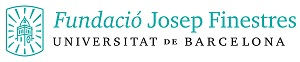 Fundació Josep Finestres
UNIVERSITAT DE BARCELONA